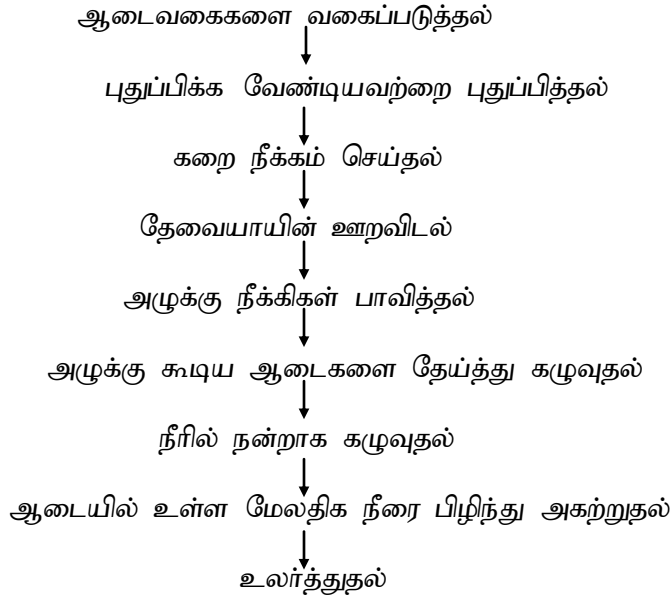 ஆடைவகைகளை வகைப்படுத்தல்
புதுப்பிக்க வேண்டியவற்றை புதுப்பித்தல்
கறை நீக்கம் செய்தல்
தேவையாயின் ஊறவிடல்
அழுக்கு நீக்கிகள் பாவித்தல்
அழுக்கு கூடிய ஆடைகளை தேய்த்து கழுவுதல்
நீரில் நன்றாக கழுவுதல்
ஆடையில் உள்ள மேலதிக நீரை பிழிந்து அகற்றுதல்
உலர்த்துதல்